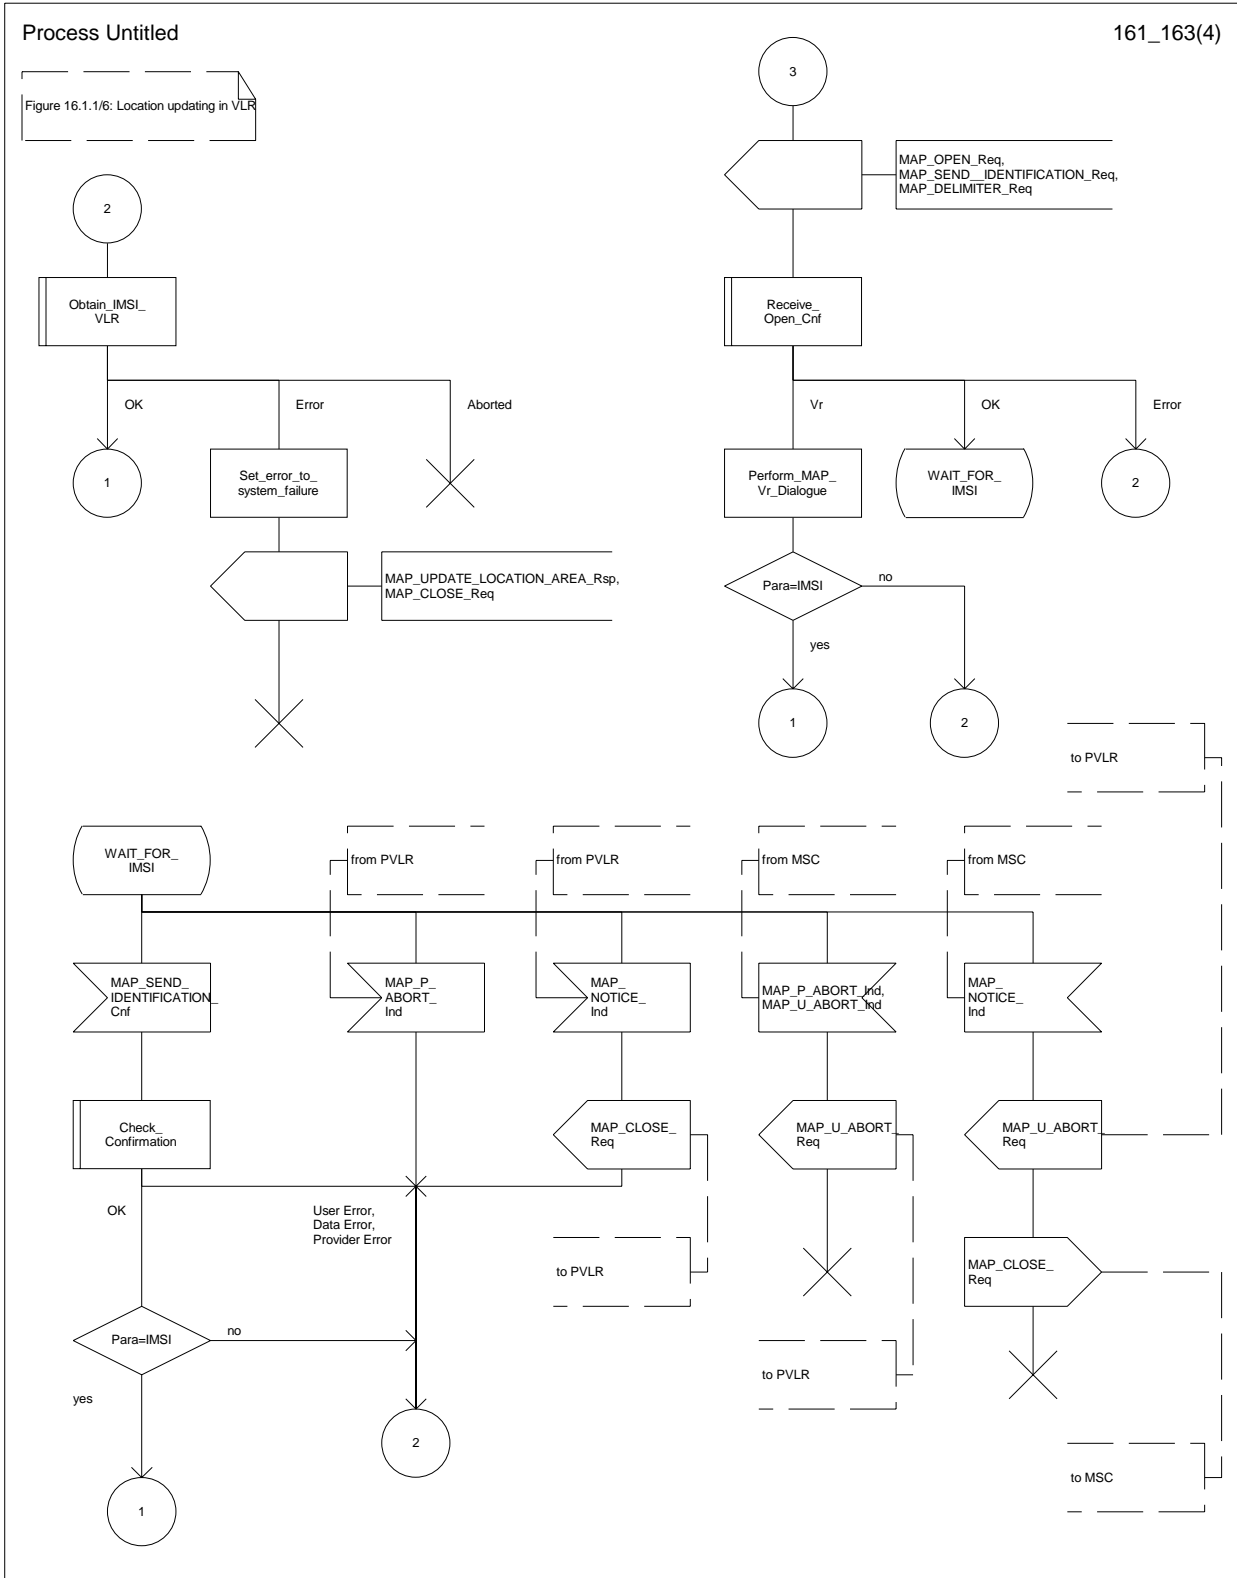 Process Untitled
161_163(4)
Figure 16.1.1/6: Location updating in VLR
3
MAP_OPEN_Req,
MAP_SEND__IDENTIFICATION_Req,
MAP_DELIMITER_Req
2
Obtain_IMSI_
VLR
Receive_
Open_Cnf
OK
Error
Aborted
Vr
OK
Error
1
Set_error_to_
system_failure
Perform_MAP_
Vr_Dialogue
WAIT_FOR_
IMSI
2
MAP_UPDATE_LOCATION_AREA_Rsp,
MAP_CLOSE_Req
Para=IMSI
no
yes
1
2
to PVLR
WAIT_FOR_
IMSI
from PVLR
from PVLR
from MSC
from MSC
MAP_SEND_
IDENTIFICATION_
Cnf
MAP_P_
ABORT_
Ind
MAP_
NOTICE_
Ind
MAP_P_ABORT_Ind,
MAP_U_ABORT_Ind
MAP_
NOTICE_
Ind
Check_
Confirmation
MAP_CLOSE_
Req
MAP_U_ABORT_
Req
MAP_U_ABORT_
Req
OK
User Error,
Data Error,
Provider Error
to PVLR
MAP_CLOSE_
Req
Para=IMSI
no
yes
to PVLR
2
to MSC
1